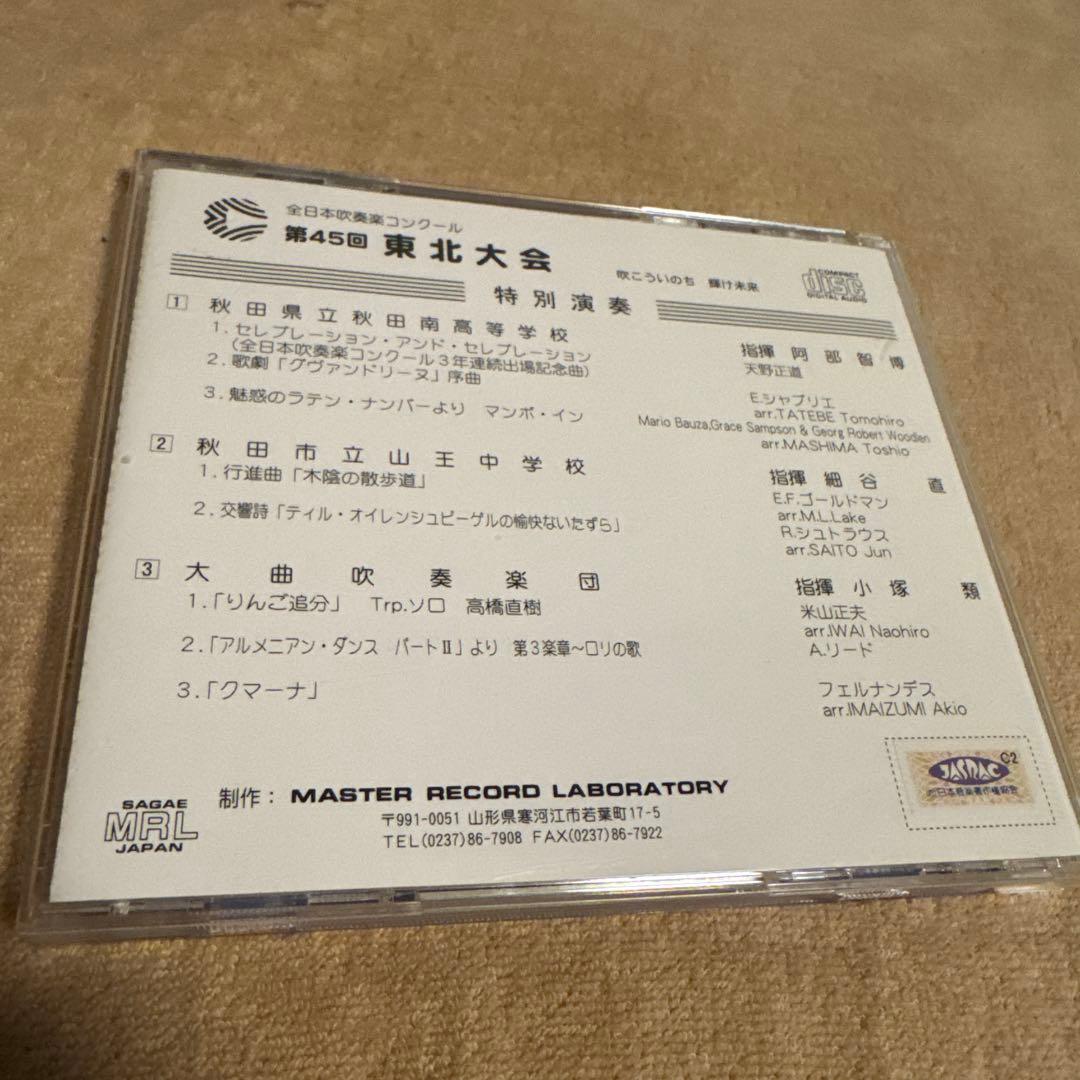 全日本吹奏楽コンクール
第45回 東北大会
吹こういのち 輝け未来
COMPACT
disc
DIGITAL AUDIO
特別演奏
1 秋田県立秋田南高等学校 指揮 阿部智博
1.セレブレーション・アンド・セレブレーション 天野正道
(全日本吹奏楽コンクール3年連続出場記念曲)
2.歌劇「グヴァンドリーヌ」序曲 E.シャブリエ
arr.TATEBE Tomohiro
3.魅惑のラテン・ナンバーより マンボ・イン Mario Bauza,Grace Sampson & Georg Robert Wooden
arr.MASHIMA Toshio
2 秋田市立山王中学校 指揮 細谷 直
1.行進曲「木陰の散歩道」 E.F.ゴールドマン
arr.M.L.Lake
2.交響詩「ティル・オイレンシュピーゲルの愉快ないたずら」 R.シュトラウス
arr.SAITO Jun
3 大曲吹奏楽団 指揮 小塚 類
1.「りんご追分」 Trp.ソロ 高橋直樹 米山正夫
arr.IWAI Naohiro
2.「アルメニアン・ダンス パートⅡ」より 第3楽章~ロリの歌 A.リード
3.「クマーナ」 フェルナンデス
arr.IMAIZUMI Akio
JASRAC
C2
日本音楽著作権協会
SAGAE
MRL
JAPAN
制作: MASTER RECORD LABORATORY
〒991-0051 山形県寒河江市若葉町17-5
TEL(0237)86-7908 FAX(0237)86-7922